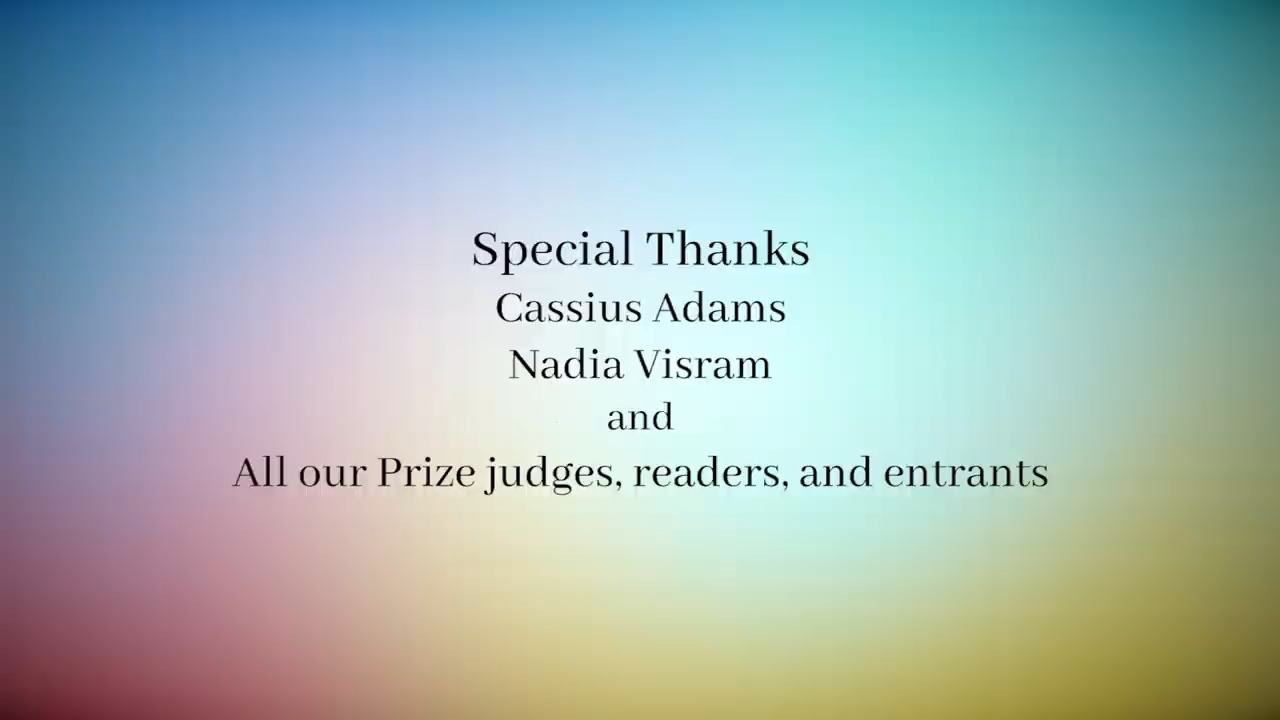 Special Thanks
Cassius Adams
Nadia Visram
and
All our Prize judges, readers, and entrants